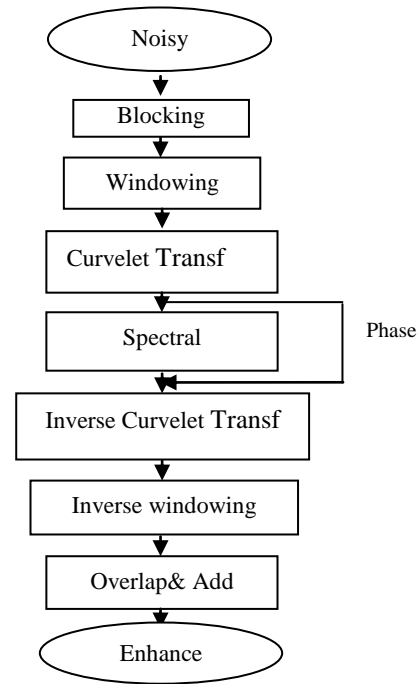 Noisy
Blocking
Windowing
Curvelet Transf
Spectral
Phase
Inverse Curvelet Transf
Inverse windowing
Overlap& Add
Enhance